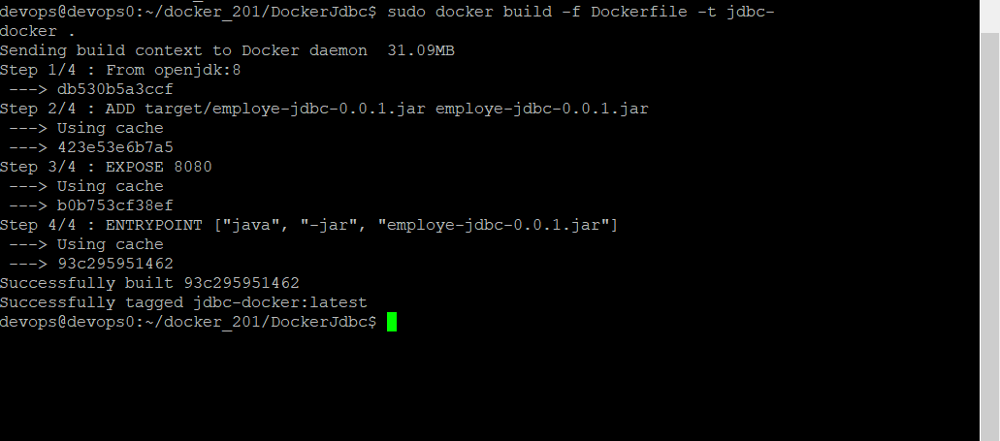 devops@devops0:~/docker_201/DockerJdbc$ sudo docker build -f Dockerfile -t jdbc-
docker .
Sending build context to Docker daemon  31.09MB
Step 1/4 : From openjdk:8
 ---> db530b5a3ccf
Step 2/4 : ADD target/employe-jdbc-0.0.1.jar employe-jdbc-0.0.1.jar
 ---> Using cache
 ---> 423e53e6b7a5
Step 3/4 : EXPOSE 8080
 ---> Using cache
 ---> b0b753cf38ef
Step 4/4 : ENTRYPOINT ["java", "-jar", "employe-jdbc-0.0.1.jar"]
 ---> Using cache
 ---> 93c295951462
Successfully built 93c295951462
Successfully tagged jdbc-docker:latest
devops@devops0:~/docker_201/DockerJdbc$